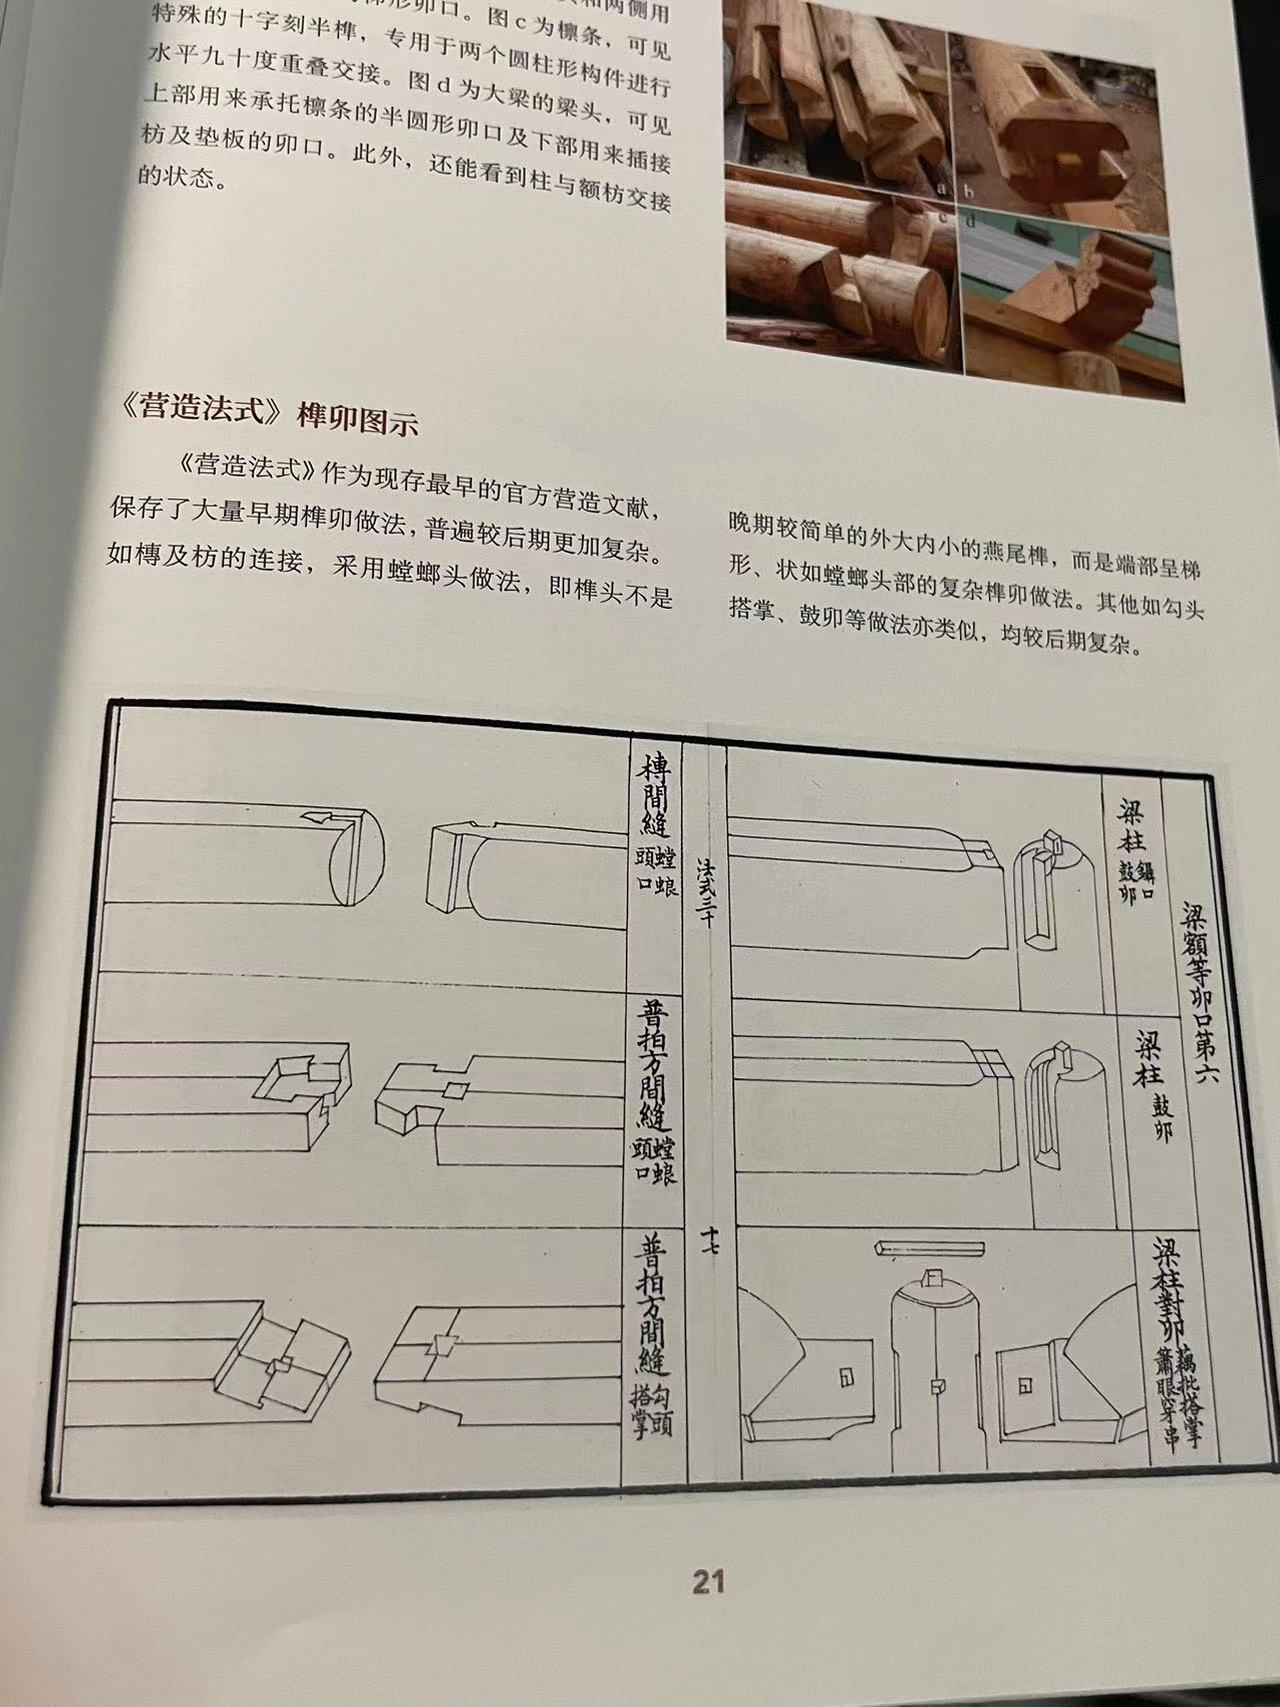 和两侧用
梯形卯口。图c为檩条，可见
特殊的十字刻半榫，专用于两个圆柱形构件进行
水平九十度重叠交接。图d为大梁的梁头，可见
上部用来承托檩条的半圆形卯口及下部用来插接
枋及垫板的卯口。此外，还能看到柱与额枋交接
的状态。
a
b
c
d
《营造法式》榫卯图示
《营造法式》作为现存最早的官方营造文献，
保存了大量早期榫卯做法，普遍较后期更加复杂。
如槫及枋的连接，采用螳螂头做法，即榫头不是
晚期较简单的外大内小的燕尾榫，而是端部呈梯
形、状如螳螂头部的复杂榫卯做法。其他如勾头
搭掌、鼓卯等做法亦类似，均较后期复杂。
梁額等卯口第六
梁柱
鑷口
鼓卯
梁柱
鼓卯
梁柱對卯
藕批搭掌
簫眼穿串
法式三十
十七
槫間縫
螳螂
頭口
普拍方間縫
螳螂
頭口
普拍方間縫
勾頭
搭掌
21